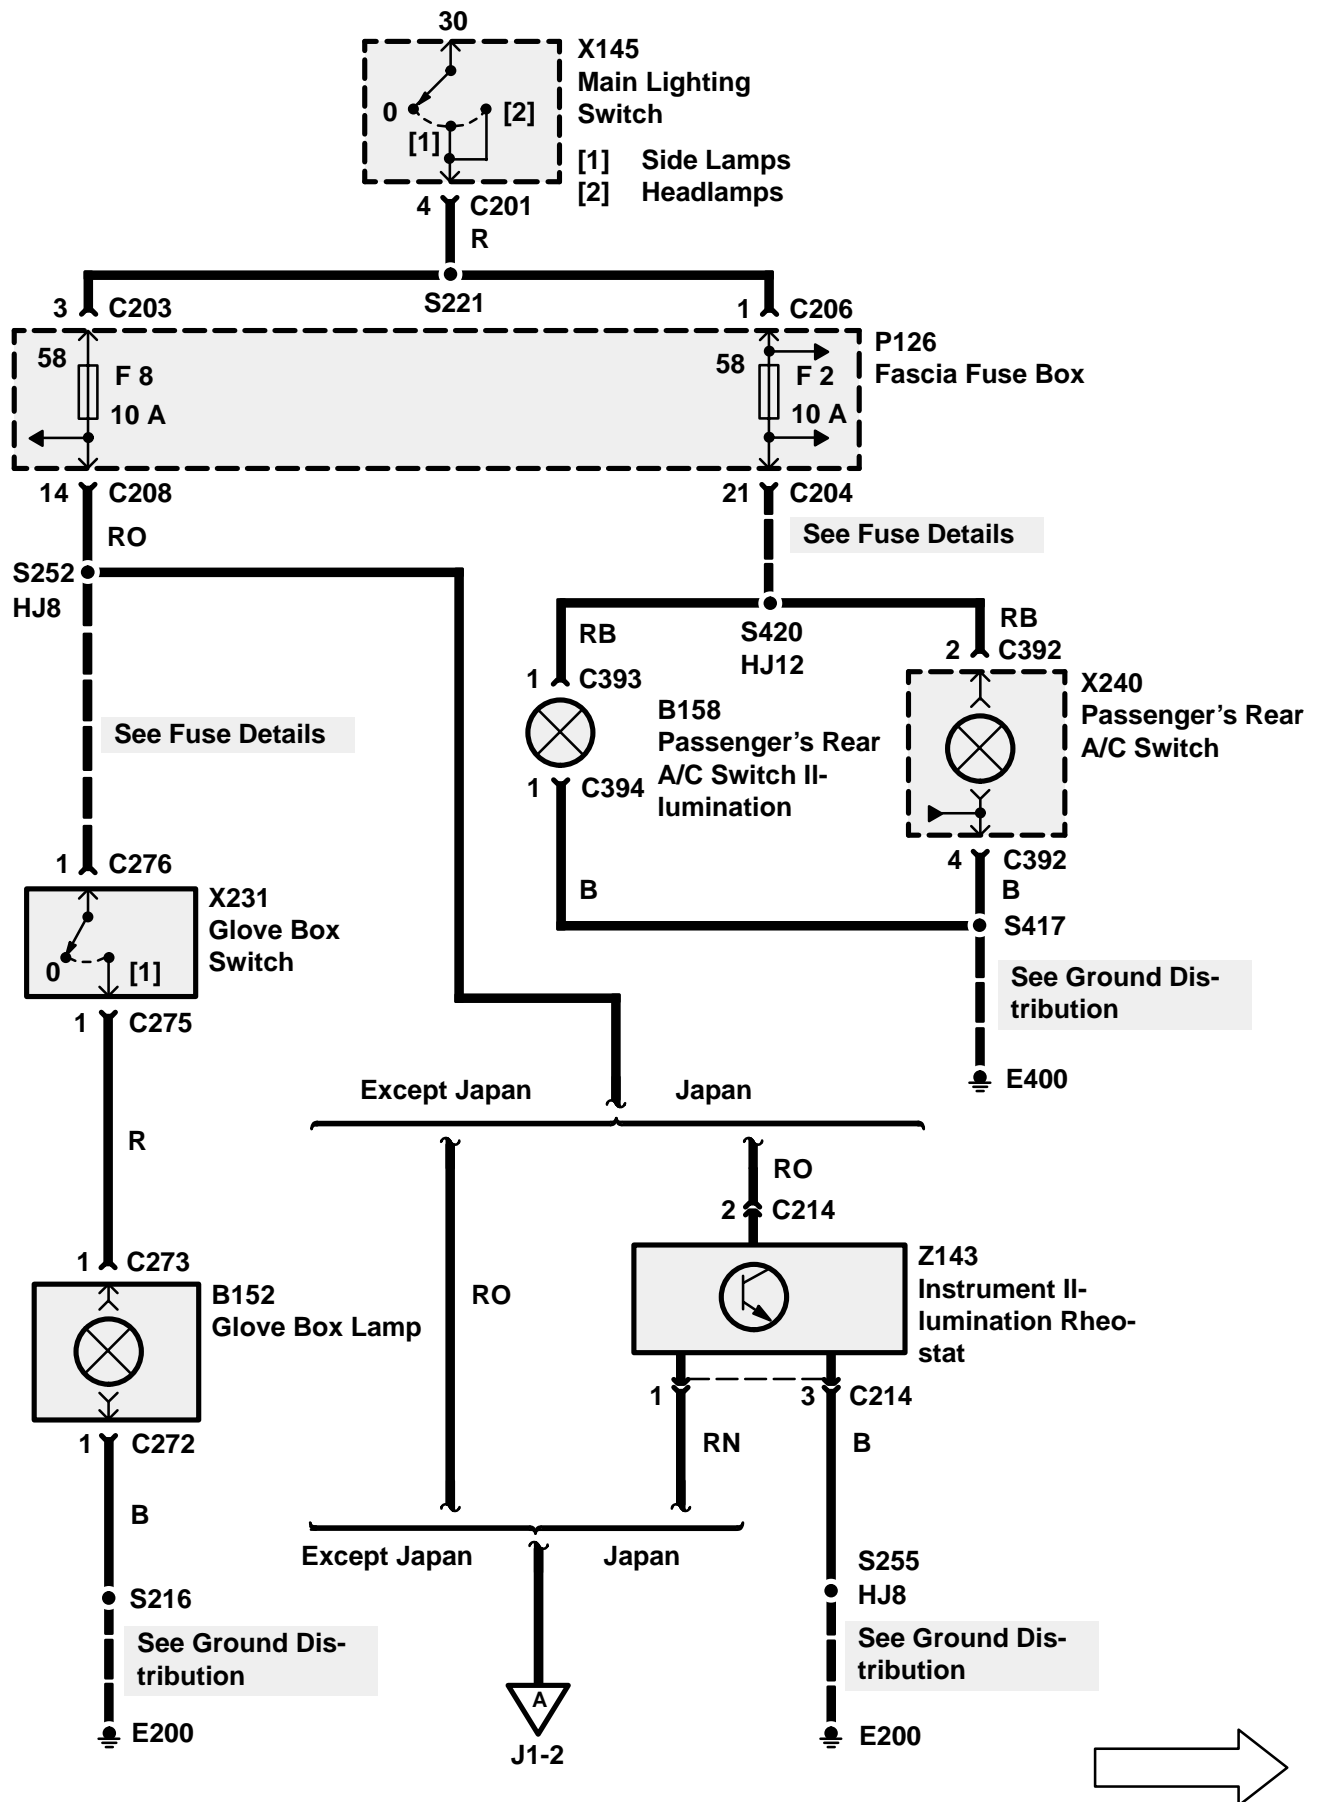 30
X145
Main Lighting
Switch
0
[1]
[2]
[1] Side Lamps
[2] Headlamps
4 C201
R
S221
3 C203
1 C206
P126
Fascia Fuse Box
58
F 8
10 A
58
F 2
10 A
14 C208
21 C204
RO
See Fuse Details
S252
HJ8
S420
HJ12
RB
RB
2 C392
1 C393
X240
Passenger’s Rear
A/C Switch
B158
Passenger’s Rear
A/C Switch Il-
lumination
See Fuse Details
1 C394
1 C276
4 C392
B
B
X231
Glove Box
Switch
0
[1]
S417
See Ground Dis-
tribution
1 C275
E400
Except Japan
Japan
R
RO
2 C214
1 C273
Z143
Instrument Il-
lumination Rheo-
stat
B152
Glove Box Lamp
RO
1
3 C214
1 C272
RN
B
B
Except Japan
Japan
S255
HJ8
S216
See Ground Dis-
tribution
See Ground Dis-
tribution
A
E200
J1-2
E200